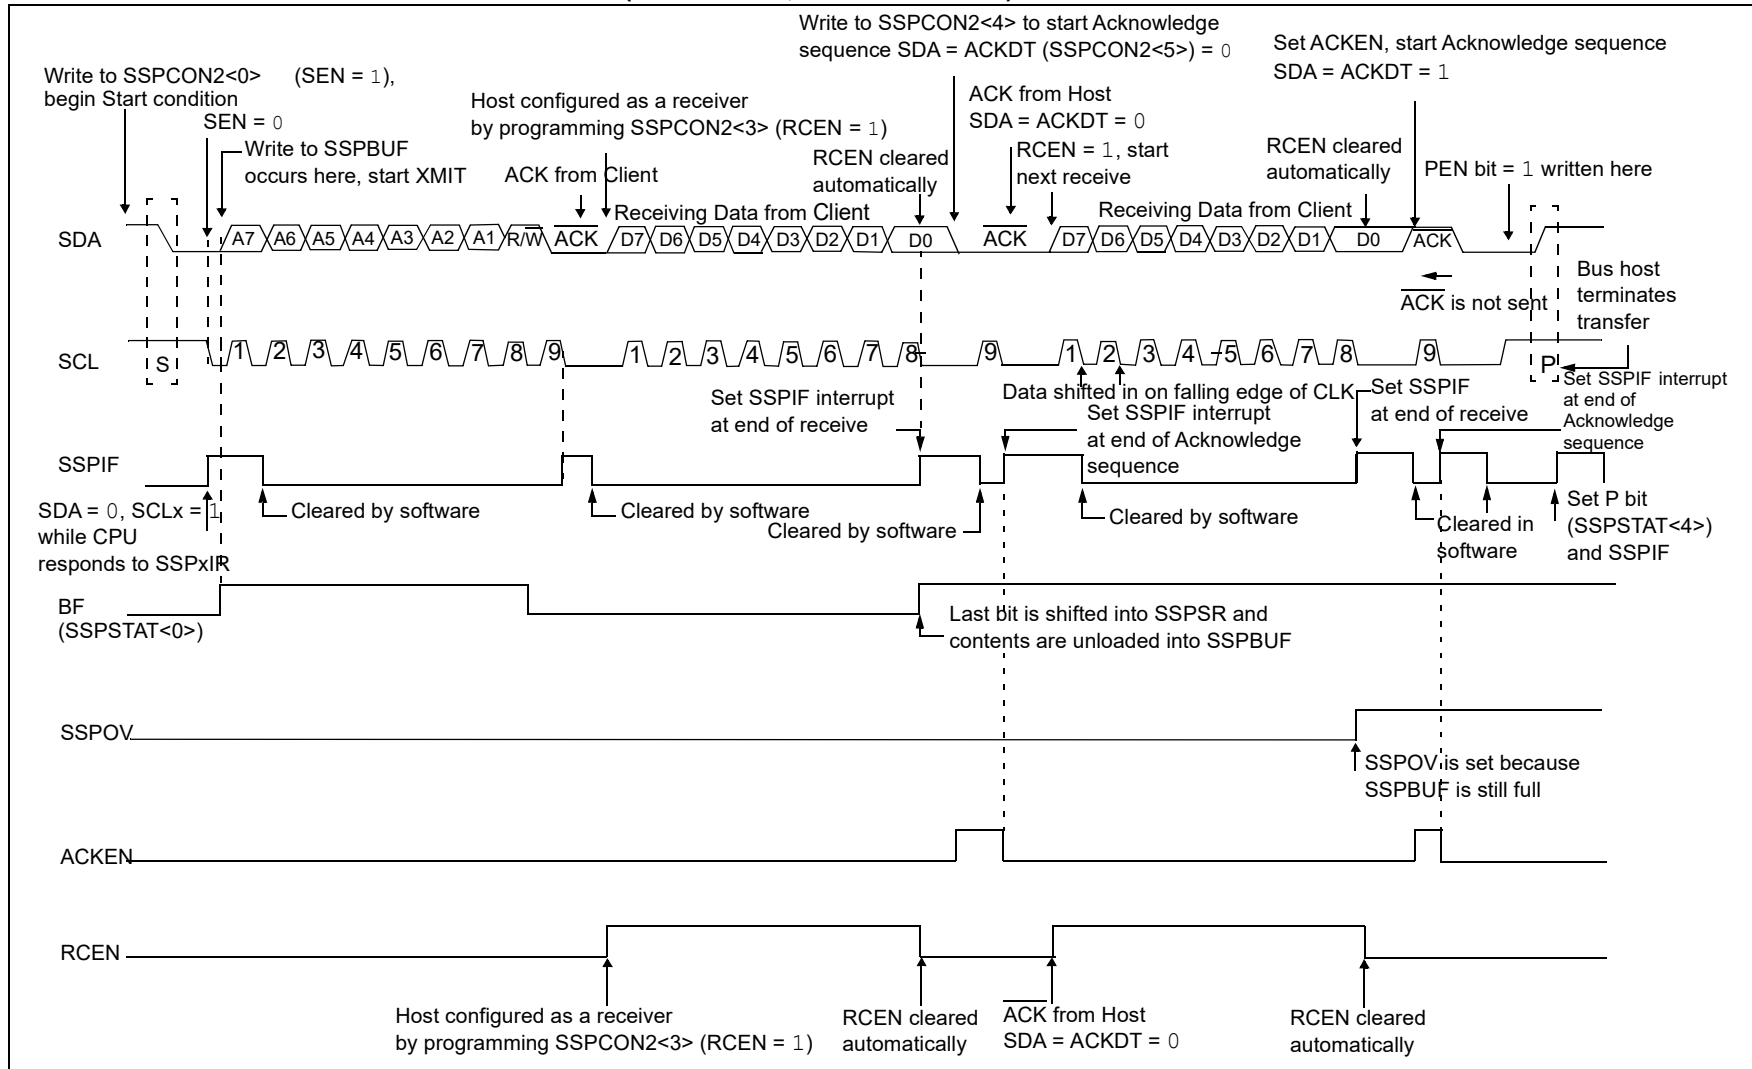 Write to SSPCON2<4> to start Acknowledge
sequence SDA = ACKDT (SSPCON2<5>) = 0
Set ACKEN, start Acknowledge sequence
SDA = ACKDT = 1
Write to SSPCON2<0> (SEN = 1),
begin Start condition
SEN = 0
Write to SSPBUF
occurs here, start XMIT
Host configured as a receiver
by programming SSPCON2<3> (RCEN = 1)
ACK from Client
RCEN cleared
automatically
ACK from Host
SDA = ACKDT = 0
RCEN = 1, start
next receive
RCEN cleared
automatically
PEN bit = 1 written here
Receiving Data from Client
Receiving Data from Client
SDA A7 A6 A5 A4 A3 A2 A1 R/W ACK D7 D6 D5 D4 D3 D2 D1 D0 ACK D7 D6 D5 D4 D3 D2 D1 D0 ACK
ACK is not sent
Bus host
terminates
transfer
SCL S 1 2 3 4 5 6 7 8 9 1 2 3 4 5 6 7 8 9 1 2 3 4 5 6 7 8 9 P
Data shifted in on falling edge of CLK
Set SSPIF interrupt
at end of receive
Set SSPIF interrupt
at end of Acknowledge
sequence
Set SSPIF
at end of receive
Set SSPIF interrupt
at end of
Acknowledge
sequence
SSPIF
SDA = 0, SCLx = 1
while CPU
responds to SSPxIR
Cleared by software
Cleared by software
Cleared by software
Cleared by software
Cleared in
software
Set P bit
(SSPSTAT<4>)
and SSPIF
BF
(SSPSTAT<0>)
Last bit is shifted into SSPSR and
contents are unloaded into SSPBUF
SSPOV
SSPOV is set because
SSPBUF is still full
ACKEN
RCEN
Host configured as a receiver
by programming SSPCON2<3> (RCEN = 1)
RCEN cleared
automatically
ACK from Host
SDA = ACKDT = 0
RCEN cleared
automatically